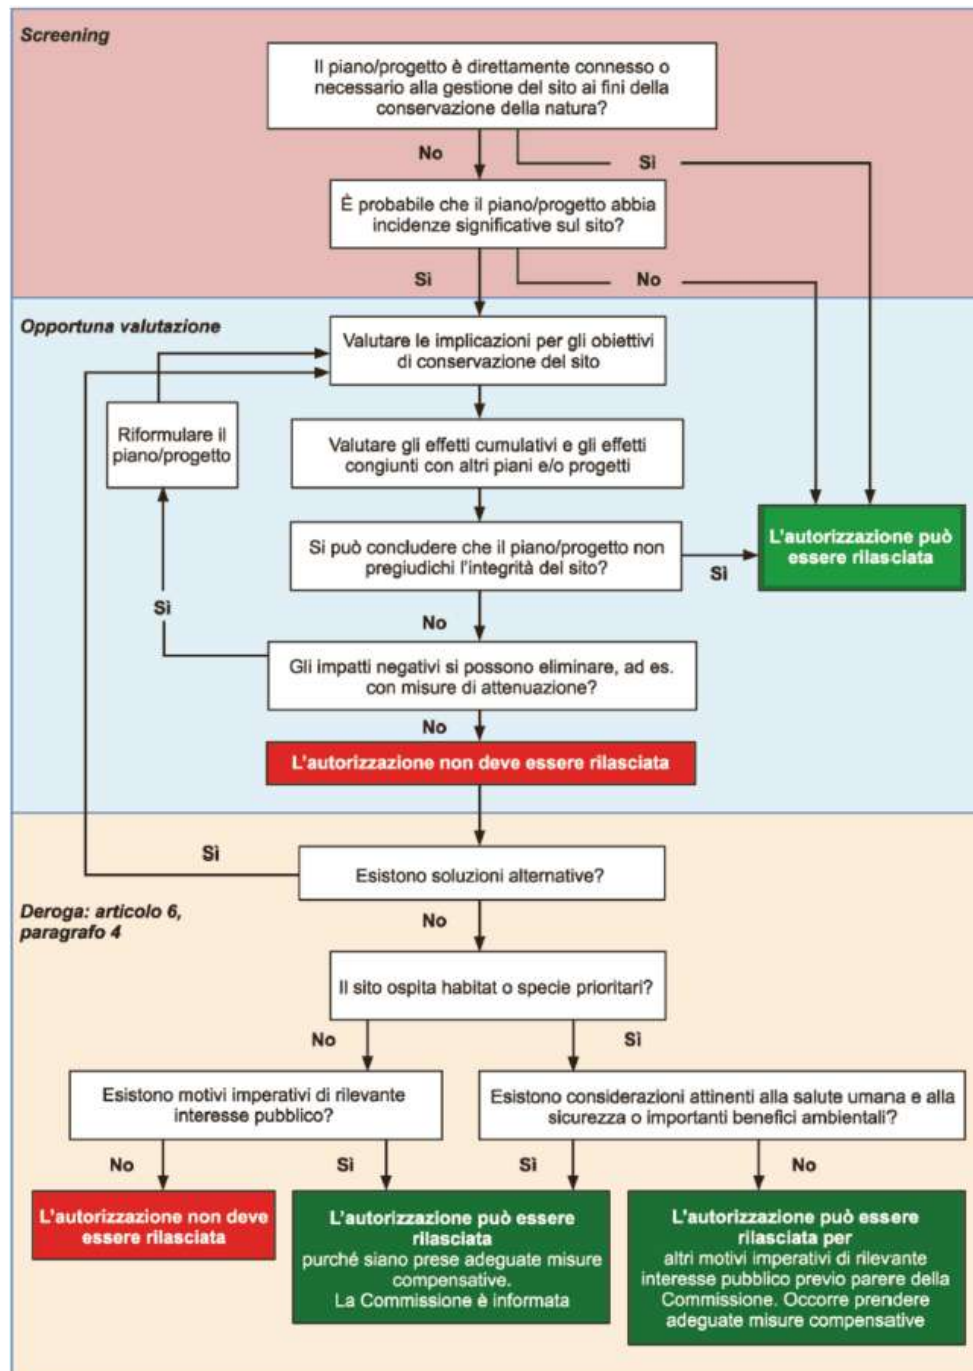 Screening
Il piano/progetto è direttamente connesso o
necessario alla gestione del sito ai fini della
conservazione della natura?
No
Sì
È probabile che il piano/progetto abbia
incidenze significative sul sito?
Sì
No
Opportuna valutazione
Valutare le implicazioni per gli obiettivi
di conservazione del sito
Riformulare il
piano/progetto
Valutare gli effetti cumulativi e gli effetti
congiunti con altri piani e/o progetti
Si può concludere che il piano/progetto non
pregiudichi l'integrità del sito?
Sì
L'autorizzazione può
essere rilasciata
Sì
No
Gli impatti negativi si possono eliminare, ad es.
con misure di attenuazione?
No
L'autorizzazione non deve essere rilasciata
Sì
Esistono soluzioni alternative?
Deroga: articolo 6,
paragrafo 4
No
Il sito ospita habitat o specie prioritari?
No
Sì
Esistono motivi imperativi di rilevante
interesse pubblico?
Esistono considerazioni attinenti alla salute umana e alla
sicurezza o importanti benefici ambientali?
No
Sì
Sì
No
L'autorizzazione non deve
essere rilasciata
L'autorizzazione può essere
rilasciata
purché siano prese adeguate misure
compensative.
La Commissione è informata
L'autorizzazione può essere
rilasciata per
altri motivi imperativi di rilevante
interesse pubblico previo parere della
Commissione. Occorre prendere
adeguate misure compensative